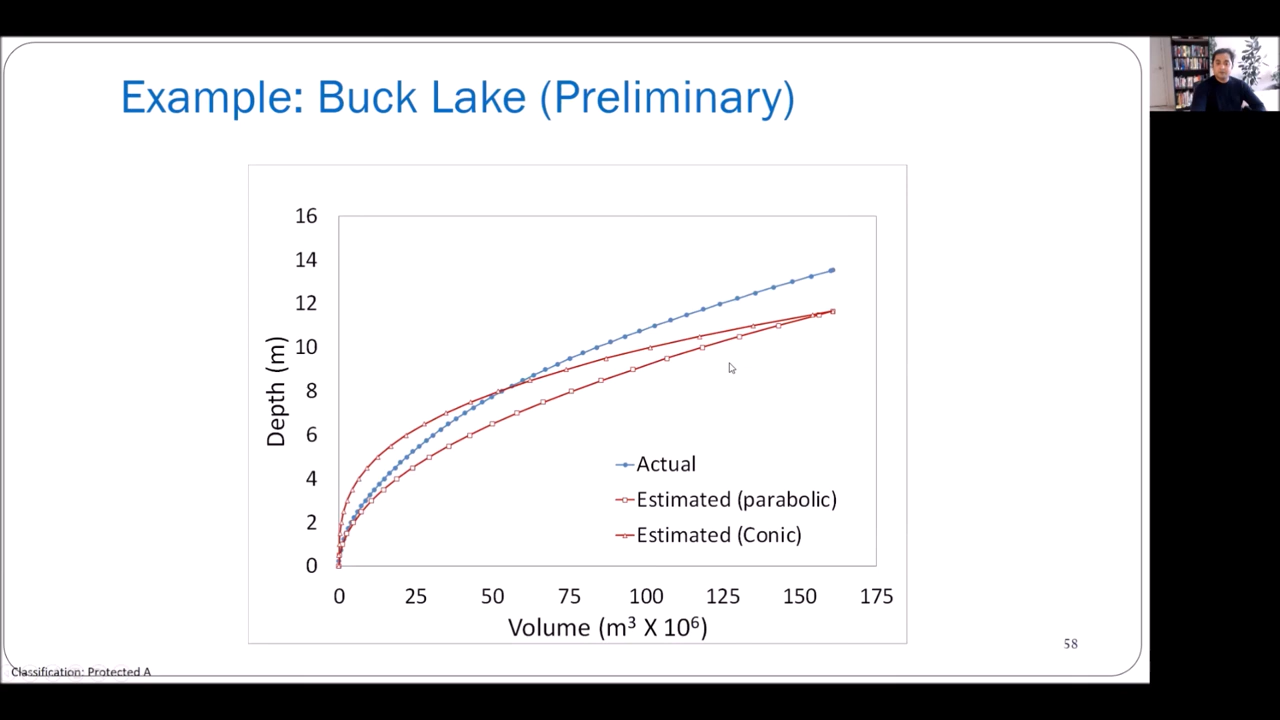 Example: Buck Lake (Preliminary)
16
14
12
10
8
6
4
2
0
Depth (m)
Actual
Estimated (parabolic)
Estimated (Conic)
0 25 50 75 100 125 150 175
Volume (m³ X 10⁶)
58
Classification: Protected A